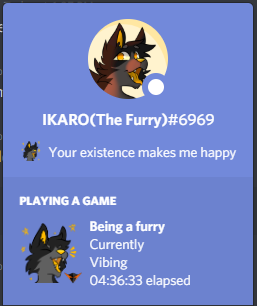 IKARO(The Furry)#6969
Your existence makes me happy
PLAYING A GAME
Being a furry
Currently
Vibing
04:36:33 elapsed